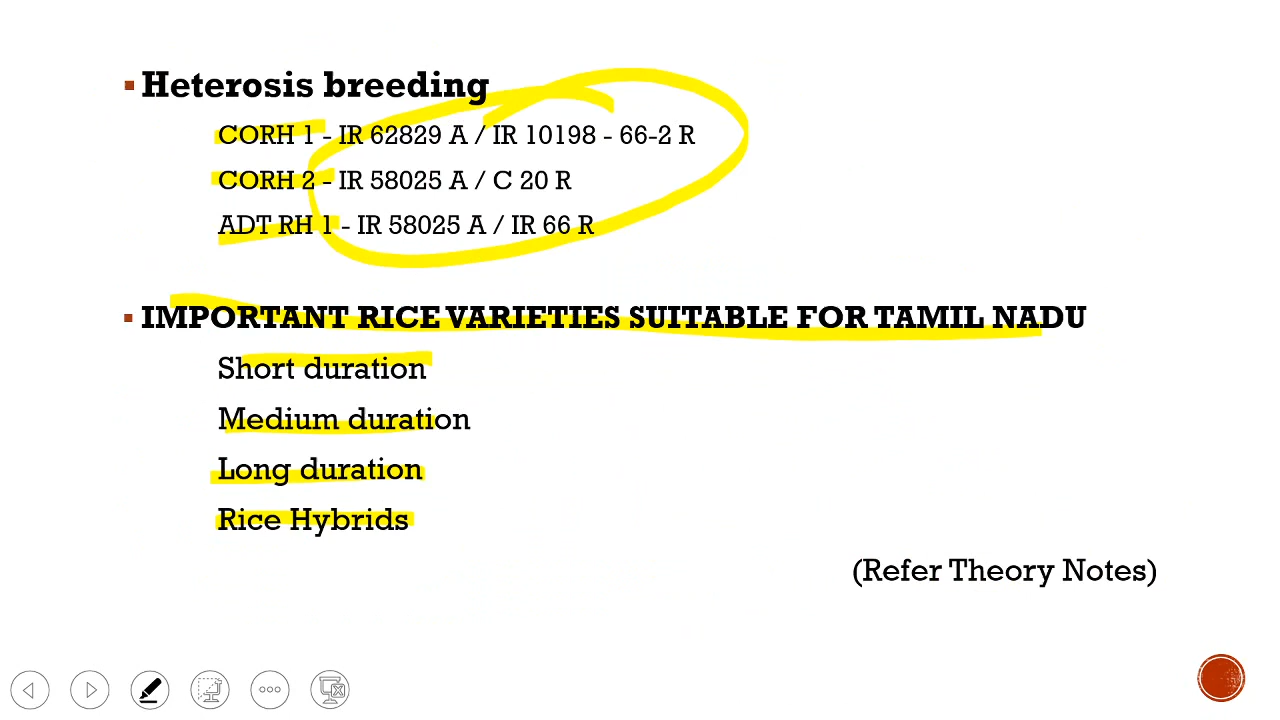 Heterosis breeding
CORH 1 - IR 62829 A / IR 10198 - 66-2 R
CORH 2 - IR 58025 A / C 20 R
ADT RH 1 - IR 58025 A / IR 66 R
IMPORTANT RICE VARIETIES SUITABLE FOR TAMIL NADU
Short duration
Medium duration
Long duration
Rice Hybrids
(Refer Theory Notes)